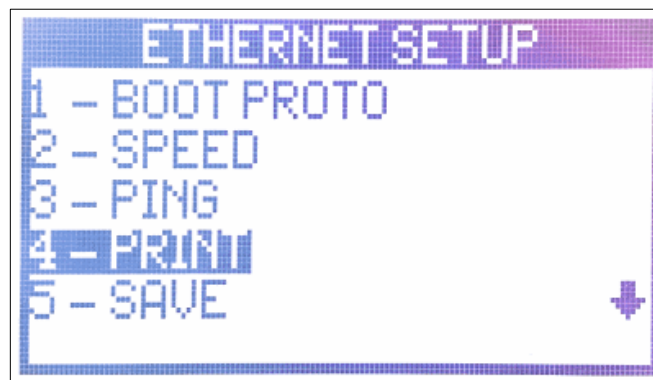 ETHERNET SETUP
1 - BOOT PROTO
2 - SPEED
3 - PING
4 - PRINT
5 - SAVE